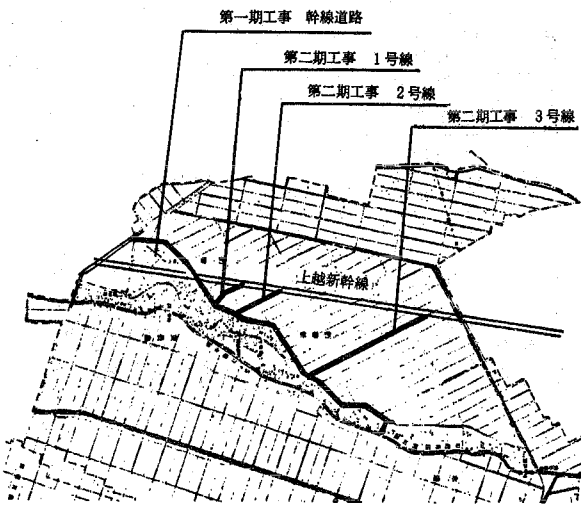 第一期工事　幹線道路
第二期工事　1号線
第二期工事　2号線
第二期工事　3号線
上越新幹線